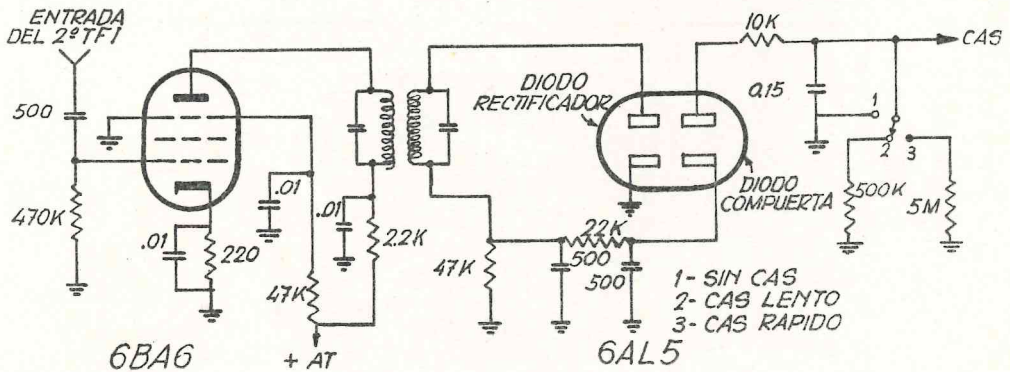 ENTRADA
DEL 2º TFI
500
470K
.01
220
.01
47K
+ AT
6BA6
.01
2.2K
47K
22K
500
500
DIODO
RECTIFICADOR
DIODO
COMPUERTA
6AL5
10K
0.15
CAS
1
2
3
500K
5M
1- SIN CAS
2- CAS LENTO
3- CAS RAPIDO